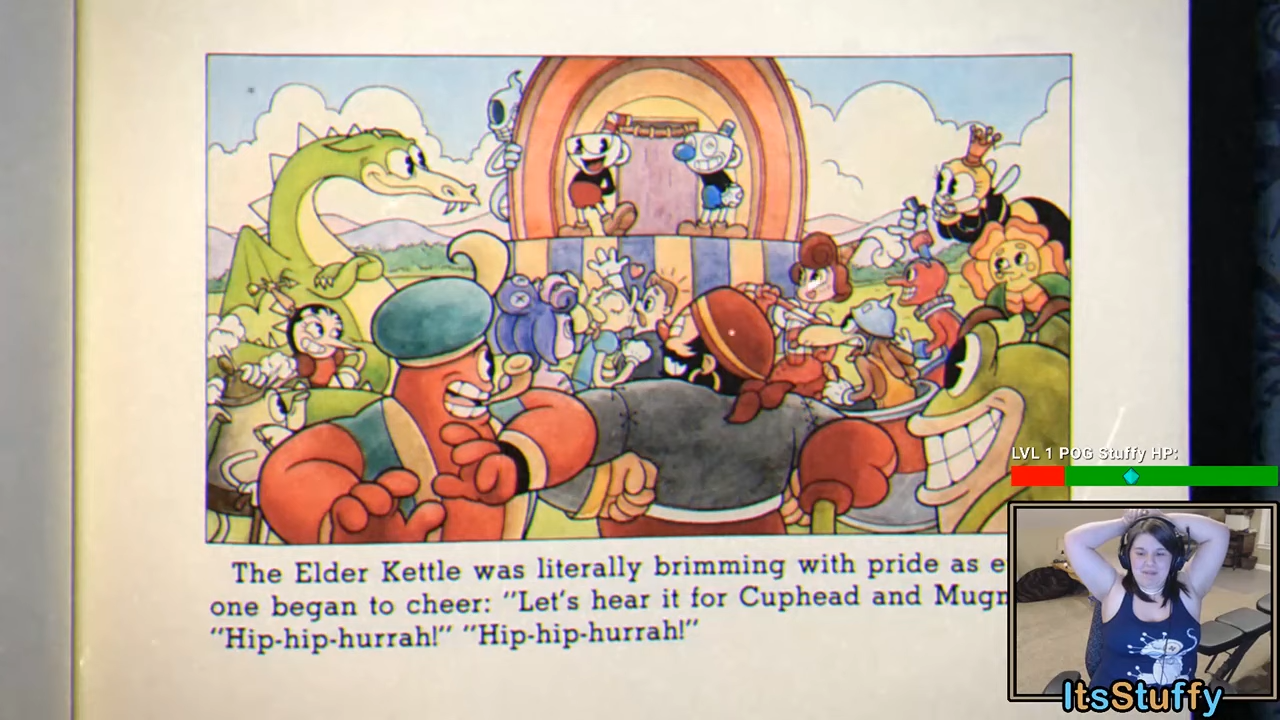 LVL 1 POG Stuffy HP:
The Elder Kettle was literally brimming with pride as e
one began to cheer: "Let's hear it for Cuphead and Mugn
"Hip-hip-hurrah!" "Hip-hip-hurrah!"
ItsStuffy